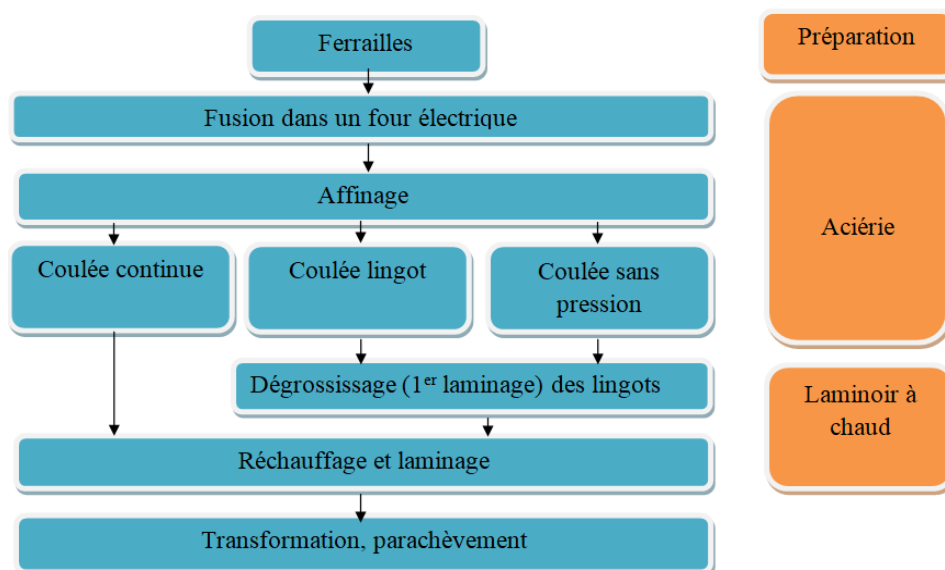 Ferrailles
Préparation
Fusion dans un four électrique
Affinage
Aciérie
Coulée continue
Coulée lingot
Coulée sans
pression
Dégrossissage (1er laminage) des lingots
Laminoir à
chaud
Réchauffage et laminage
Transformation, parachèvement